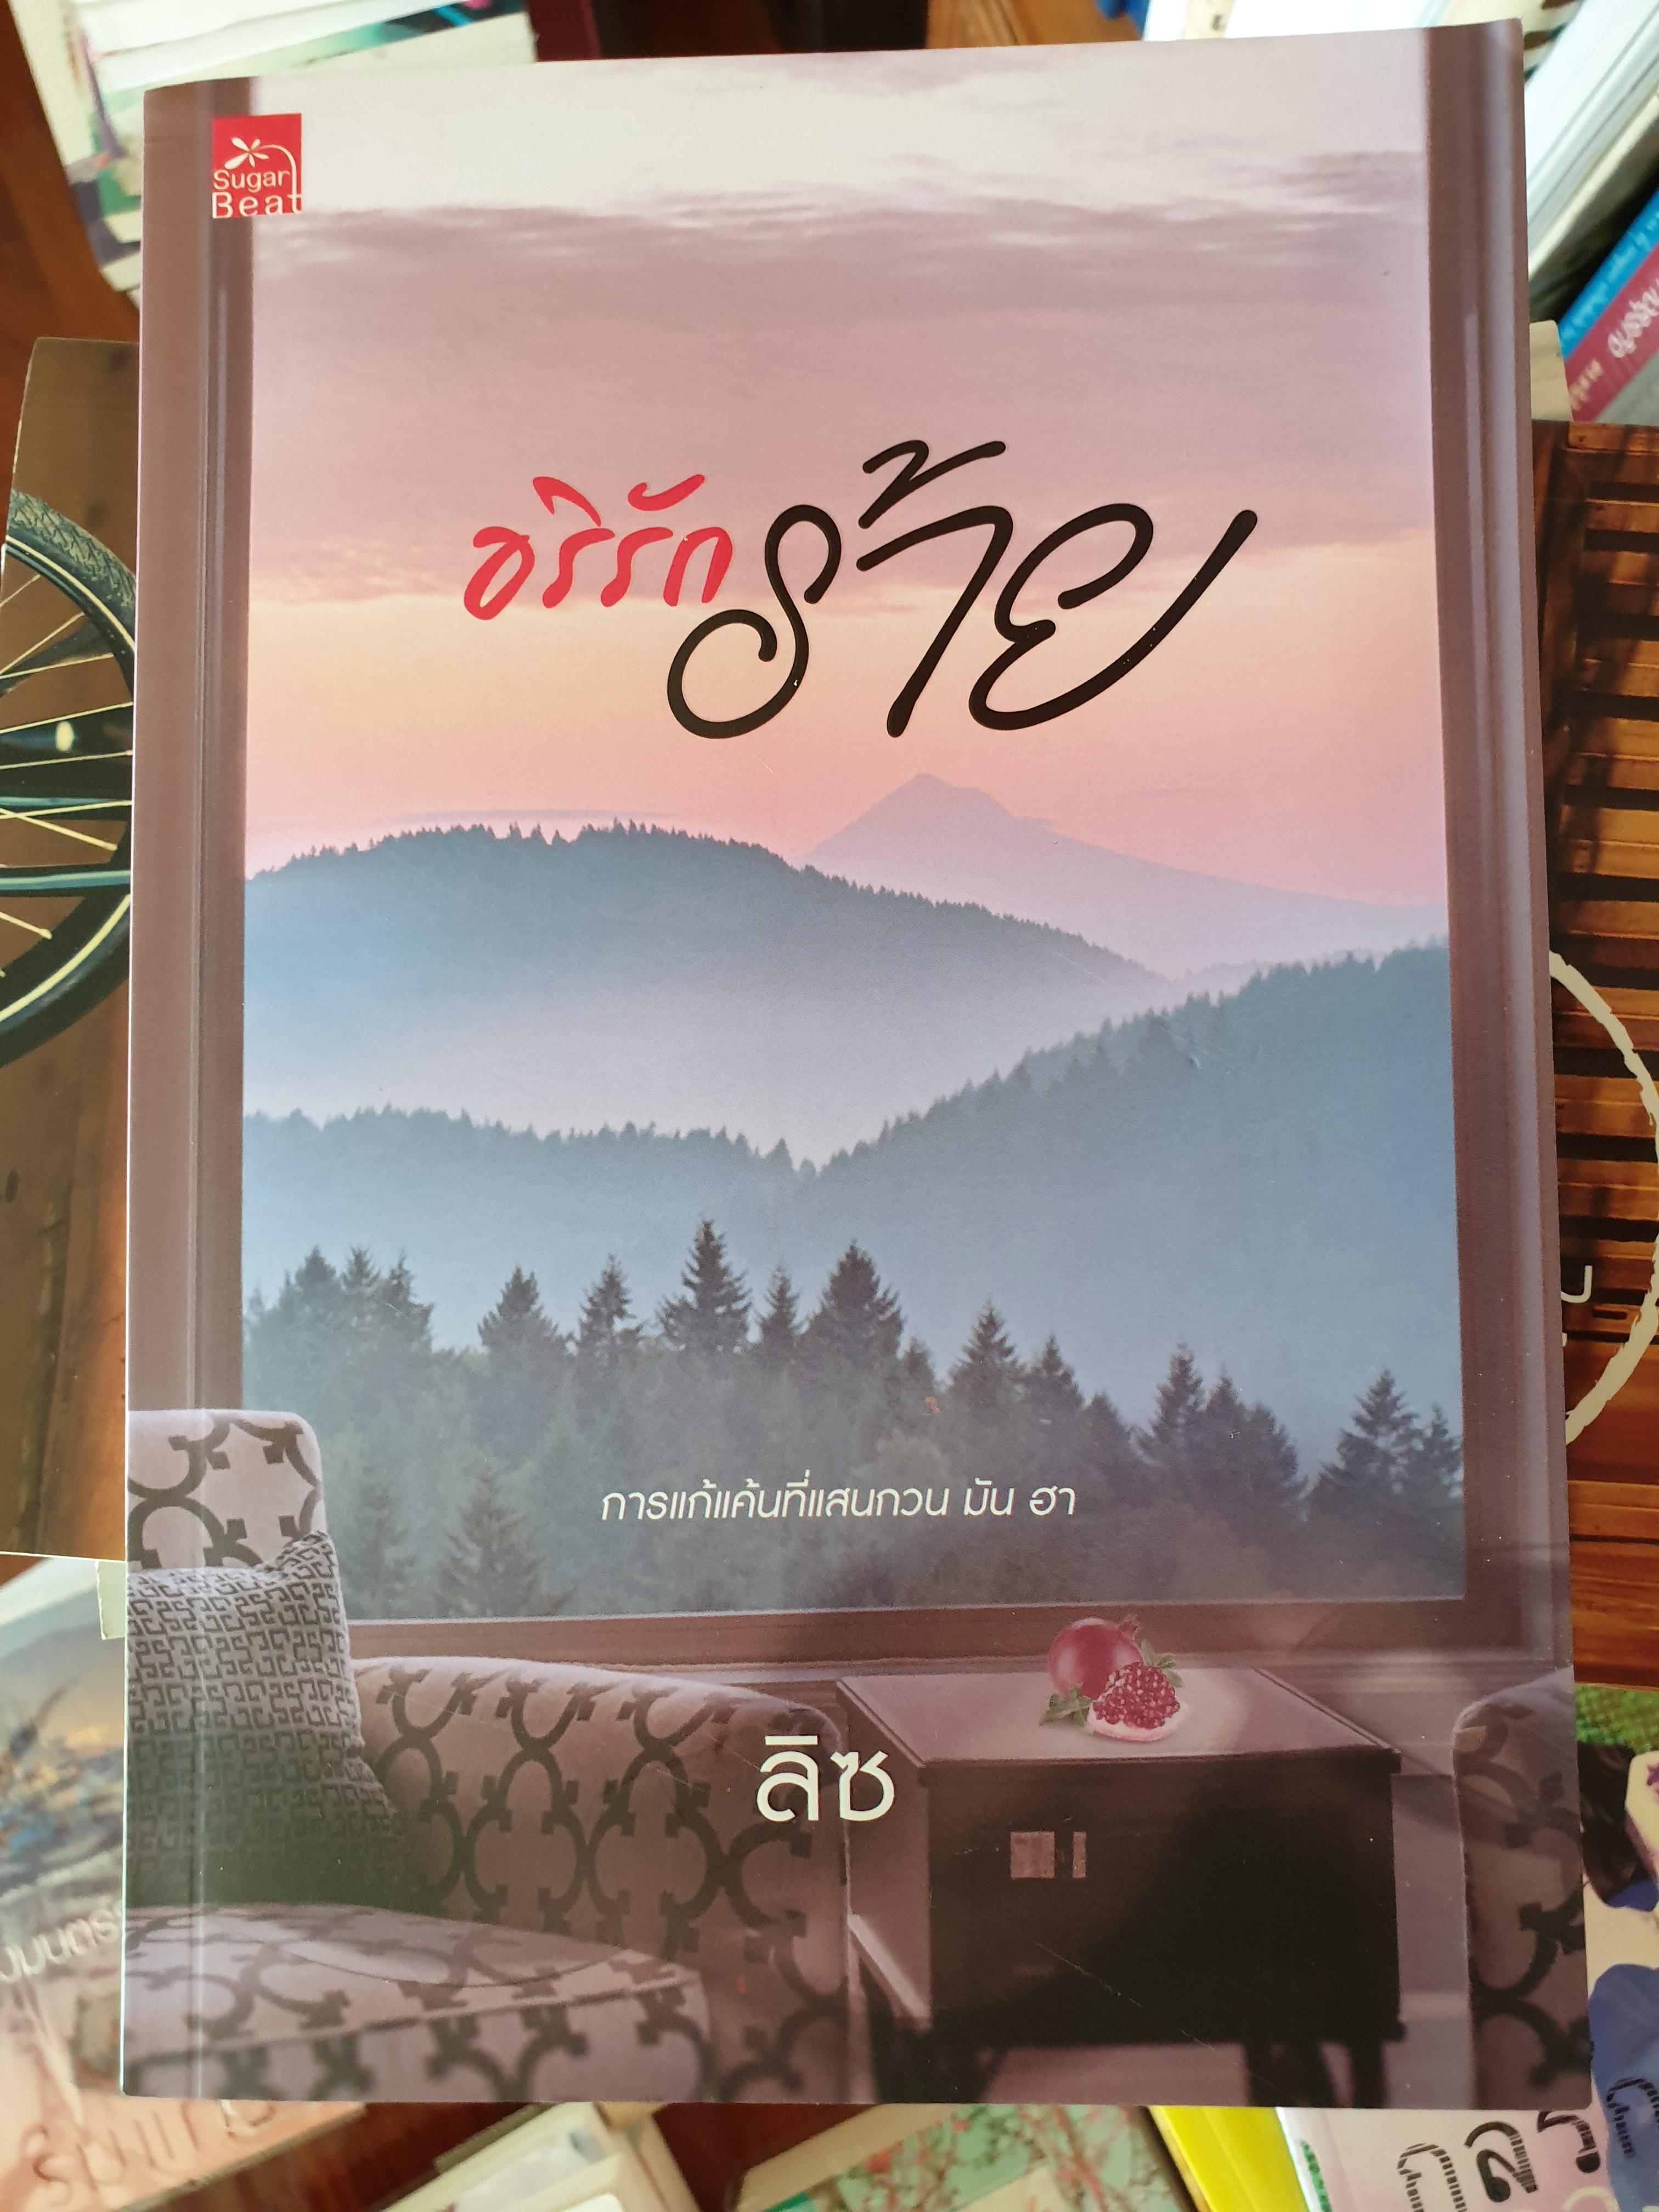 Sugar
Beat
อริรักร้าย
การแก้แค้นที่แสนกวน มัน ฮา
ลิซ